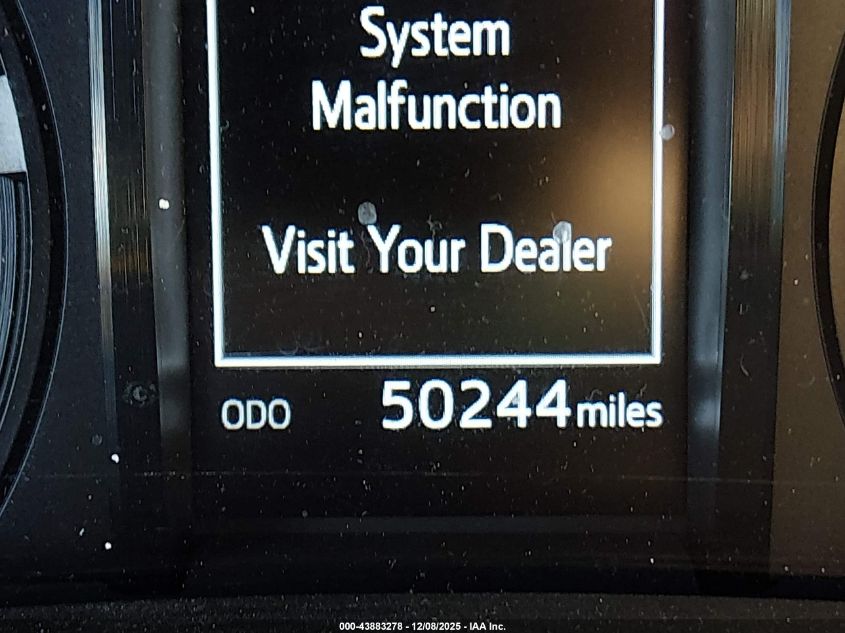 System
Malfunction
Visit Your Dealer
ODO 50244 miles
000-43883278 - 12/08/2025 - IAA Inc.